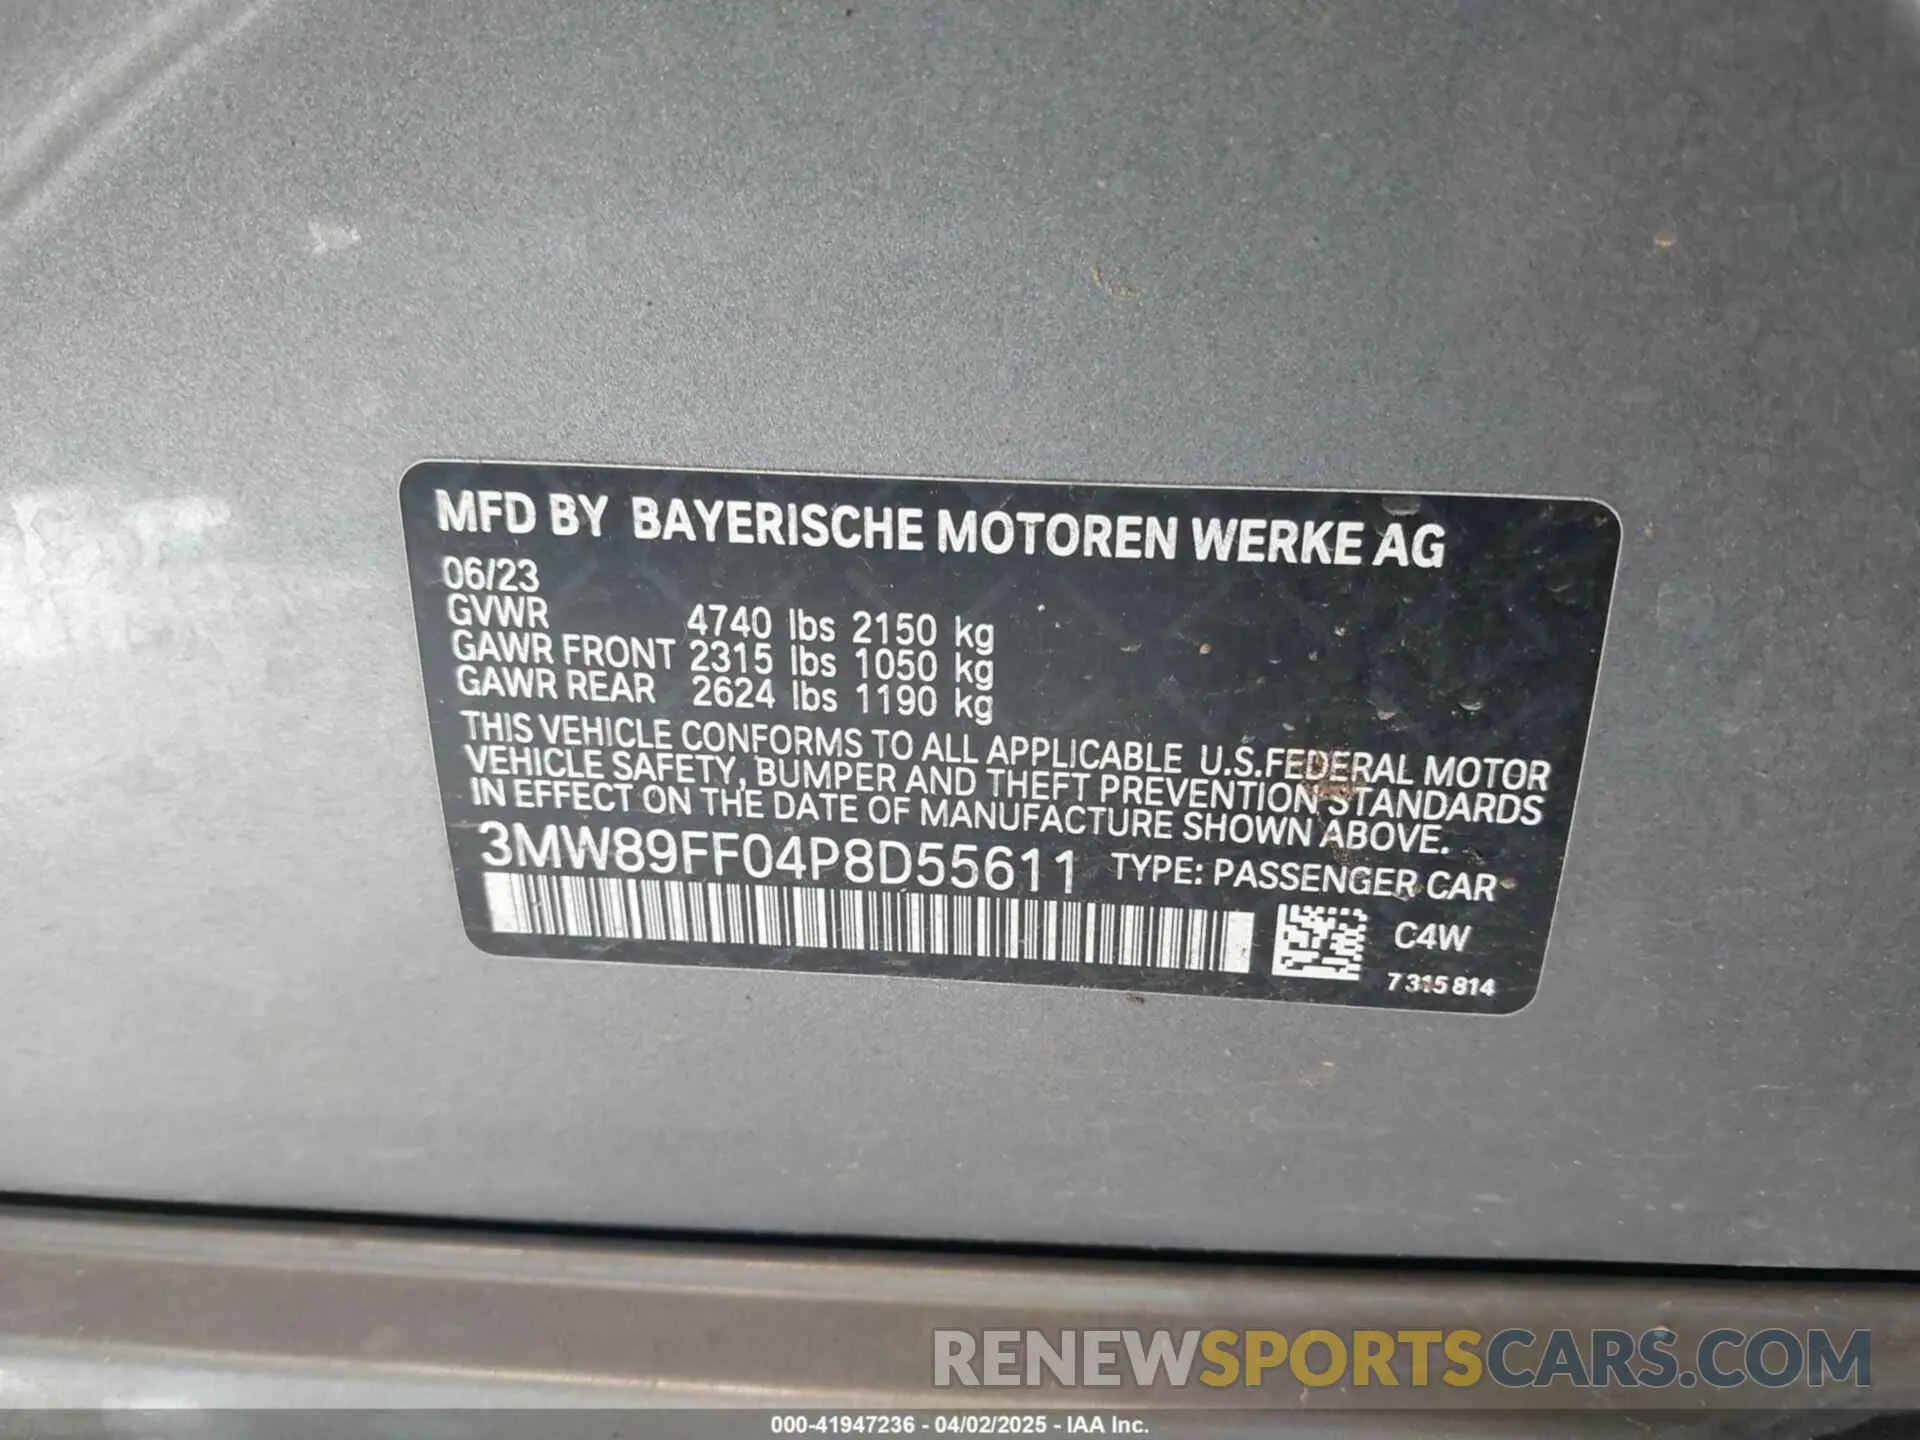 MFD BY BAYERISCHE MOTOREN WERKE AG
06/23
GVWR 4740 lbs 2150 kg
GAWR FRONT 2315 lbs 1050 kg
GAWR REAR 2624 lbs 1190 kg
THIS VEHICLE CONFORMS TO ALL APPLICABLE U.S.FEDERAL MOTOR
VEHICLE SAFETY, BUMPER AND THEFT PREVENTION STANDARDS
IN EFFECT ON THE DATE OF MANUFACTURE SHOWN ABOVE.
3MW89FF04P8D55611 TYPE: PASSENGER CAR
C4W
7 315 814
RENEWSPORTSCARS.COM
000-41947236 - 04/02/2025 - IAA Inc.